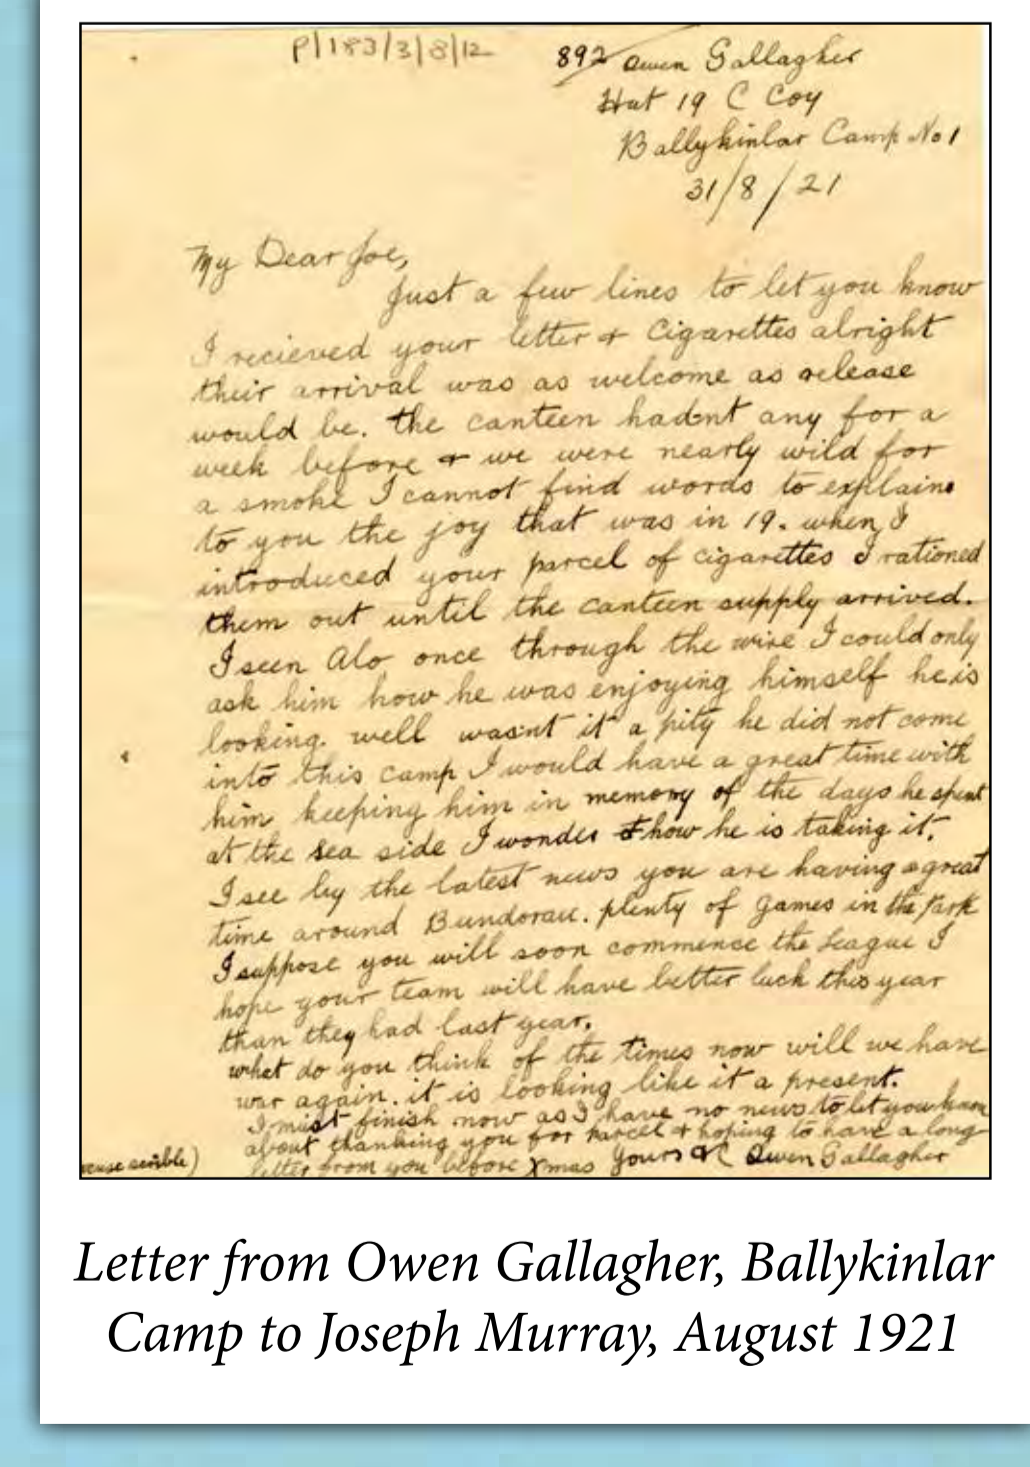 P/183/3/8/12
892 Owen Gallagher
Hut 19 C Coy
Ballykinlar Camp No 1
31/8/21
My Dear Joe,
Just a few lines to let you know
I recieved your letter & Cigarettes alright
their arrival was as welcome as release
would be. the canteen hadnt any for a
week before & we were nearly wild for
a smoke I cannot find words to explain
to you the joy that was in 19. when I
introduced your parcel of cigarettes I rationed
them out until the canteen supply arrived.
I seen Alo once through the wire I could only
ask him how he was enjoying himself he is
looking. well wasnt it a pity he did not come
into this camp I would have a great time with
him keeping him in memory of the days he spent
at the sea side I wonder how he is taking it.
I see by the latest news you are having a great
time around Bundoran. plenty of games in the Park
I suppose you will soon commence the League I
hope your team will have better luck this year
than they had last year.
what do you think of the times now will we have
war again. it is looking like it a present.
I must finish now as I have no news to let you know
about thanking you for parcel & hoping to have a long
letter from you before Xmas Yours &c Owen Gallagher
scrible)
Letter from Owen Gallagher, Ballykinlar
Camp to Joseph Murray, August 1921